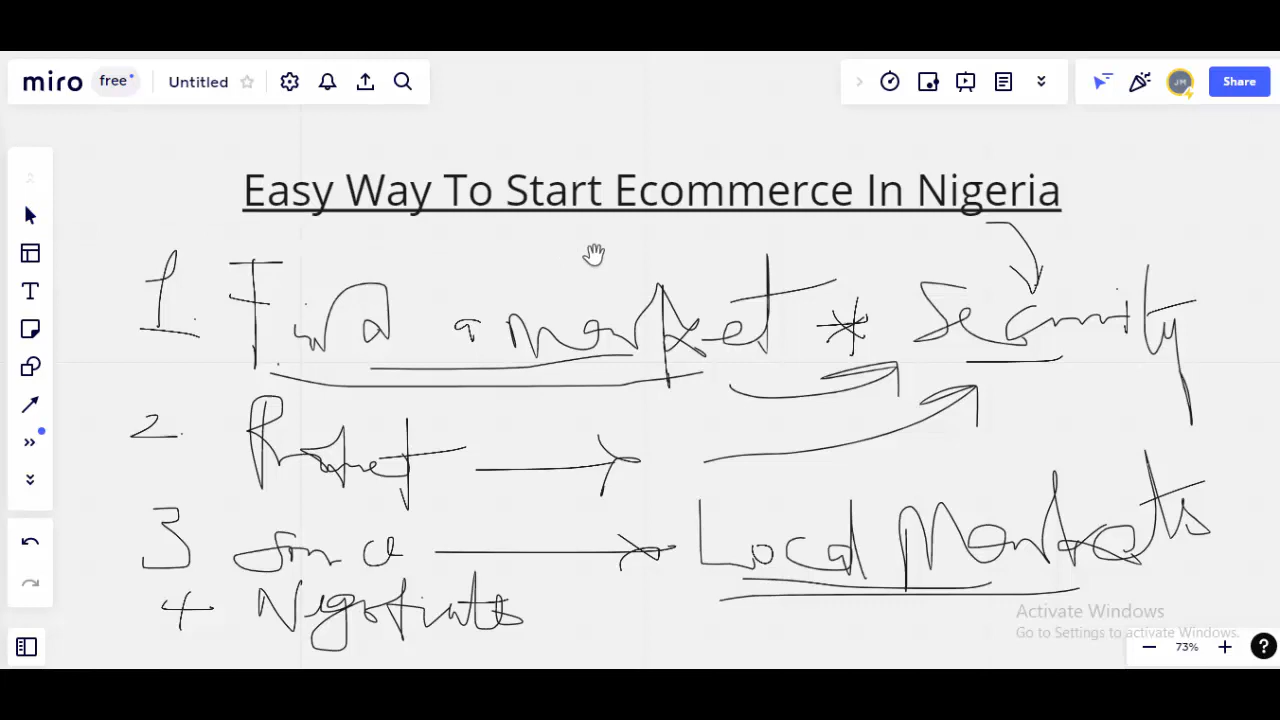 miro free Untitled Share
JM
Easy Way To Start Ecommerce In Nigeria
1. Find a market * Security
2. Product
3 Source Local Markets
4 Negotiate
Activate Windows
Go to Settings to activate Windows.
73%